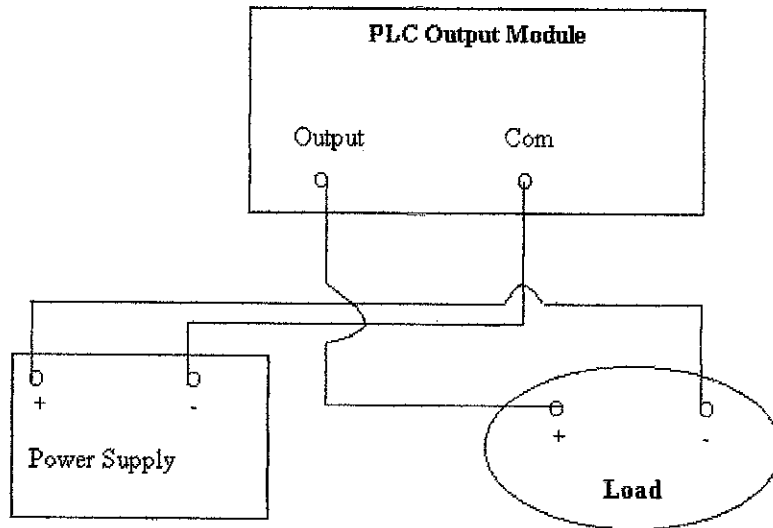 PLC Output Module
Output Com
+ -
Power Supply
+ -
Load